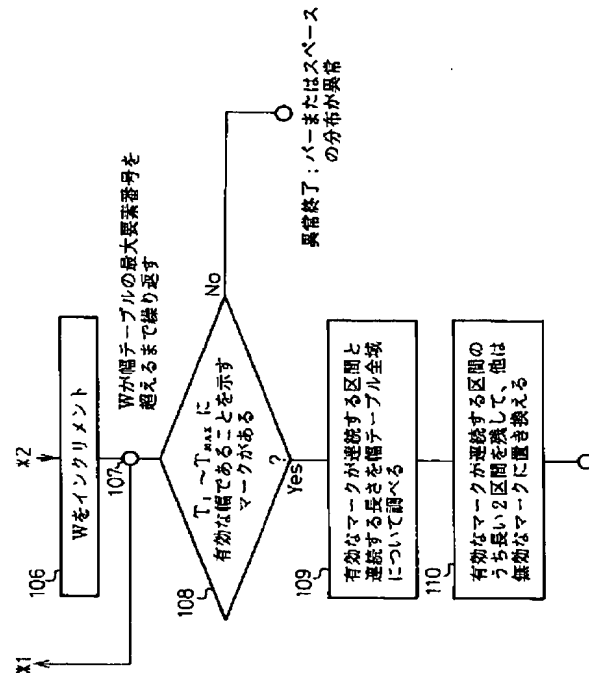 ※1
※2
106
Wをインクリメント
107
Wが幅テーブルの最大要素番号を
超えるまで繰り返す
108
T₁~T_MAXに
有効な幅であることを示す
マークがある
?
No
異常終了;バーまたはスペース
の分布が異常
Yes
109
有効なマークが連続する区間と
連続する長さを幅テーブル全域
について調べる
110
有効なマークが連続する区間の
うち長い2区間を残して、他は
無効なマークに置き換える